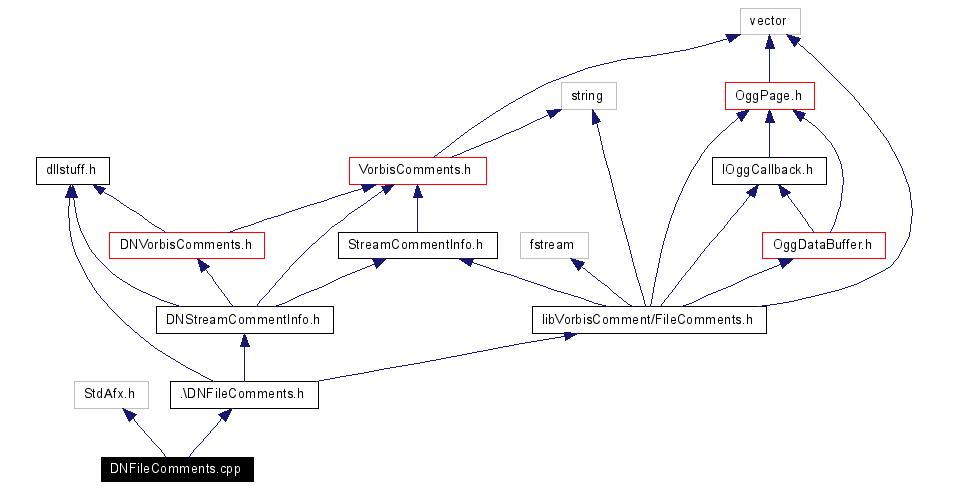 vector
string
OggPage.h
dllstuff.h
VorbisComments.h
IOggCallback.h
DNVorbisComments.h
StreamCommentInfo.h
fstream
OggDataBuffer.h
DNStreamCommentInfo.h
libVorbisComment/FileComments.h
StdAfx.h
.\DNFileComments.h
DNFileComments.cpp